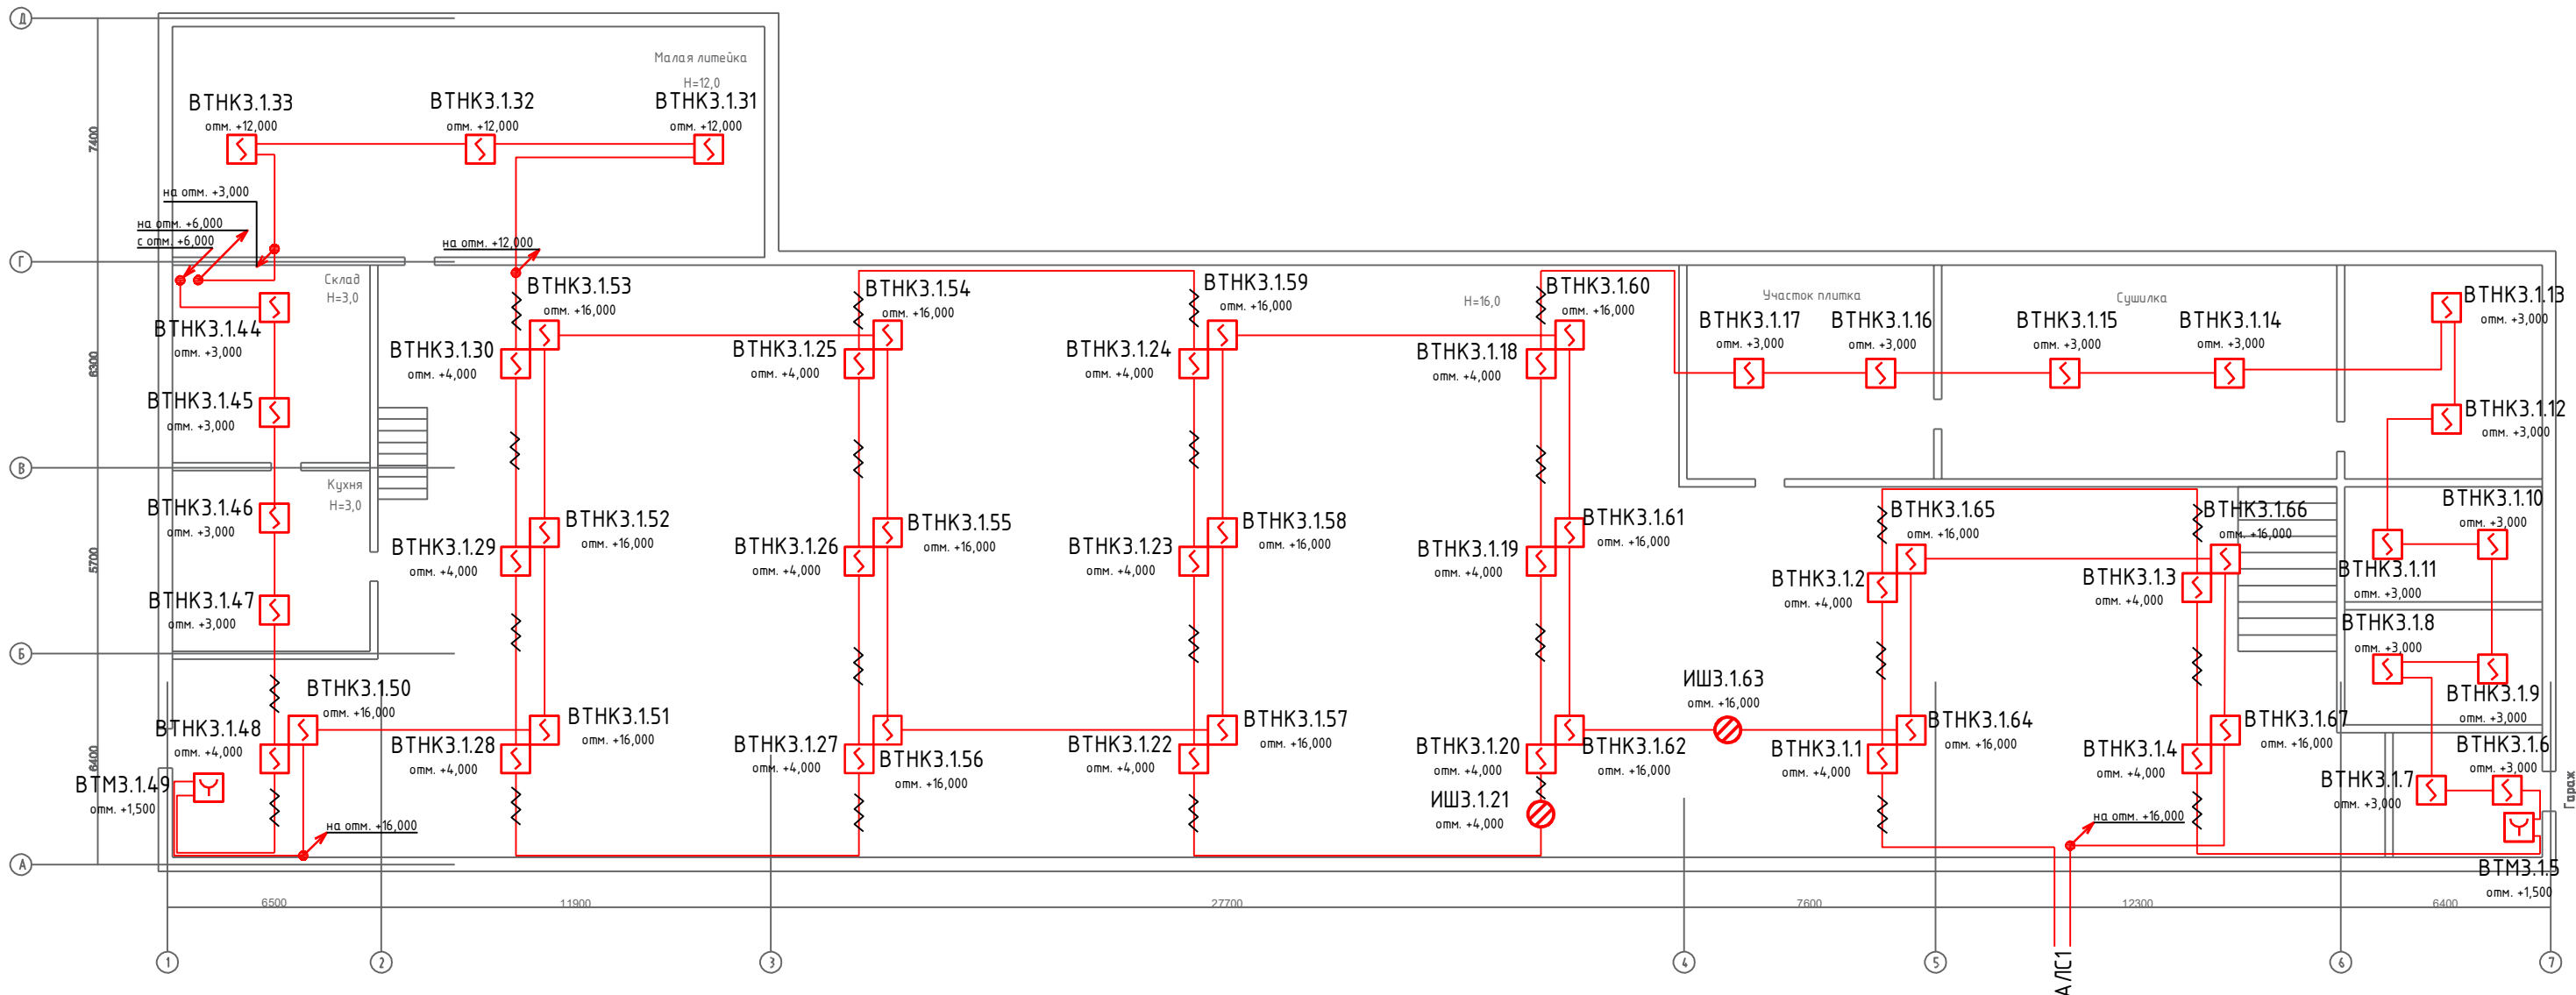 Д
Малая литейка
Н=12,0
ВТНК3.1.33
отм. +12,000
ВТНК3.1.32
отм. +12,000
ВТНК3.1.31
отм. +12,000
7400
на отм. +3,000
на отм. +6,000
с отм. +6,000
на отм. +12,000
Г
Склад
Н=3,0
ВТНК3.1.53
отм. +16,000
ВТНК3.1.54
отм. +16,000
ВТНК3.1.59
отм. +16,000
Н=16,0
ВТНК3.1.60
отм. +16,000
Участок плитка
Сушилка
ВТНК3.1.13
отм. +3,000
ВТНК3.1.44
отм. +3,000
ВТНК3.1.30
отм. +4,000
ВТНК3.1.25
отм. +4,000
ВТНК3.1.24
отм. +4,000
ВТНК3.1.18
отм. +4,000
ВТНК3.1.17
отм. +3,000
ВТНК3.1.16
отм. +3,000
ВТНК3.1.15
отм. +3,000
ВТНК3.1.14
отм. +3,000
6300
ВТНК3.1.45
отм. +3,000
ВТНК3.1.12
отм. +3,000
В
Кухня
Н=3,0
ВТНК3.1.46
отм. +3,000
ВТНК3.1.52
отм. +16,000
ВТНК3.1.55
отм. +16,000
ВТНК3.1.58
отм. +16,000
ВТНК3.1.61
отм. +16,000
ВТНК3.1.65
отм. +16,000
ВТНК3.1.66
отм. +16,000
ВТНК3.1.10
отм. +3,000
5700
ВТНК3.1.29
отм. +4,000
ВТНК3.1.26
отм. +4,000
ВТНК3.1.23
отм. +4,000
ВТНК3.1.19
отм. +4,000
ВТНК3.1.2
отм. +4,000
ВТНК3.1.3
отм. +4,000
ВТНК3.1.11
отм. +3,000
ВТНК3.1.47
отм. +3,000
ВТНК3.1.8
отм. +3,000
Б
ВТНК3.1.50
отм. +16,000
ИШ3.1.63
отм. +16,000
ВТНК3.1.9
отм. +3,000
ВТНК3.1.48
отм. +4,000
ВТНК3.1.51
отм. +16,000
ВТНК3.1.57
отм. +16,000
ВТНК3.1.64
отм. +16,000
ВТНК3.1.67
отм. +16,000
6400
ВТНК3.1.28
отм. +4,000
ВТНК3.1.27
отм. +4,000
ВТНК3.1.56
отм. +16,000
ВТНК3.1.22
отм. +4,000
ВТНК3.1.20
отм. +4,000
ВТНК3.1.62
отм. +16,000
ВТНК3.1.1
отм. +4,000
ВТНК3.1.4
отм. +4,000
ВТНК3.1.6
отм. +3,000
ВТМ3.1.49
отм. +1,500
ИШ3.1.21
отм. +4,000
ВТНК3.1.7
отм. +3,000
Гараж
на отм. +16,000
на отм. +16,000
А
ВТМ3.1.5
отм. +1,500
6500
11900
27700
7600
12300
6400
АЛС1
1
2
3
4
5
6
7